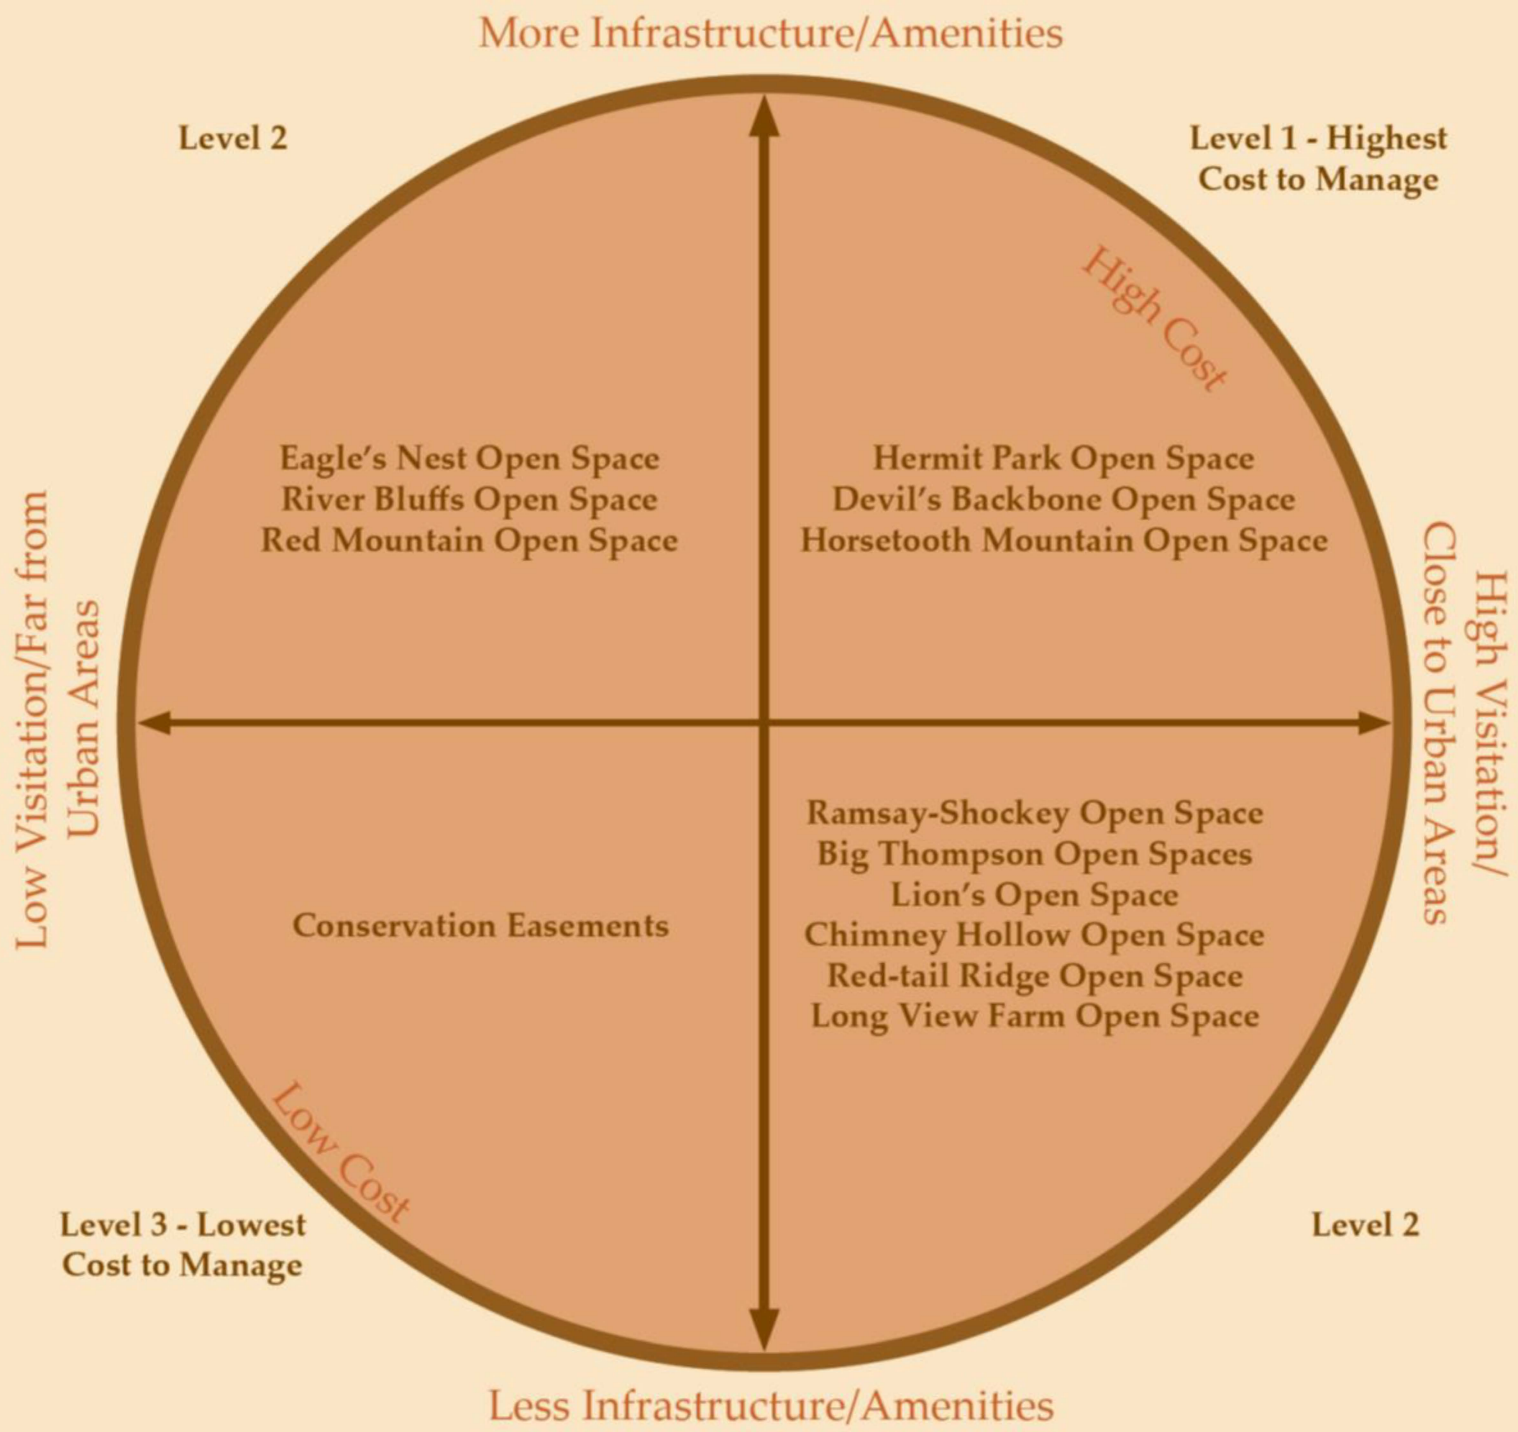 More Infrastructure/Amenities
Level 2
Level 1 - Highest
Cost to Manage
High Cost
Eagle’s Nest Open Space
River Bluffs Open Space
Red Mountain Open Space
Hermit Park Open Space
Devil’s Backbone Open Space
Horsetooth Mountain Open Space
Low Visitation/Far from
Urban Areas
High Visitation/
Close to Urban Areas
Conservation Easements
Ramsay-Shockey Open Space
Big Thompson Open Spaces
Lion’s Open Space
Chimney Hollow Open Space
Red-tail Ridge Open Space
Long View Farm Open Space
Low Cost
Level 3 - Lowest
Cost to Manage
Level 2
Less Infrastructure/Amenities